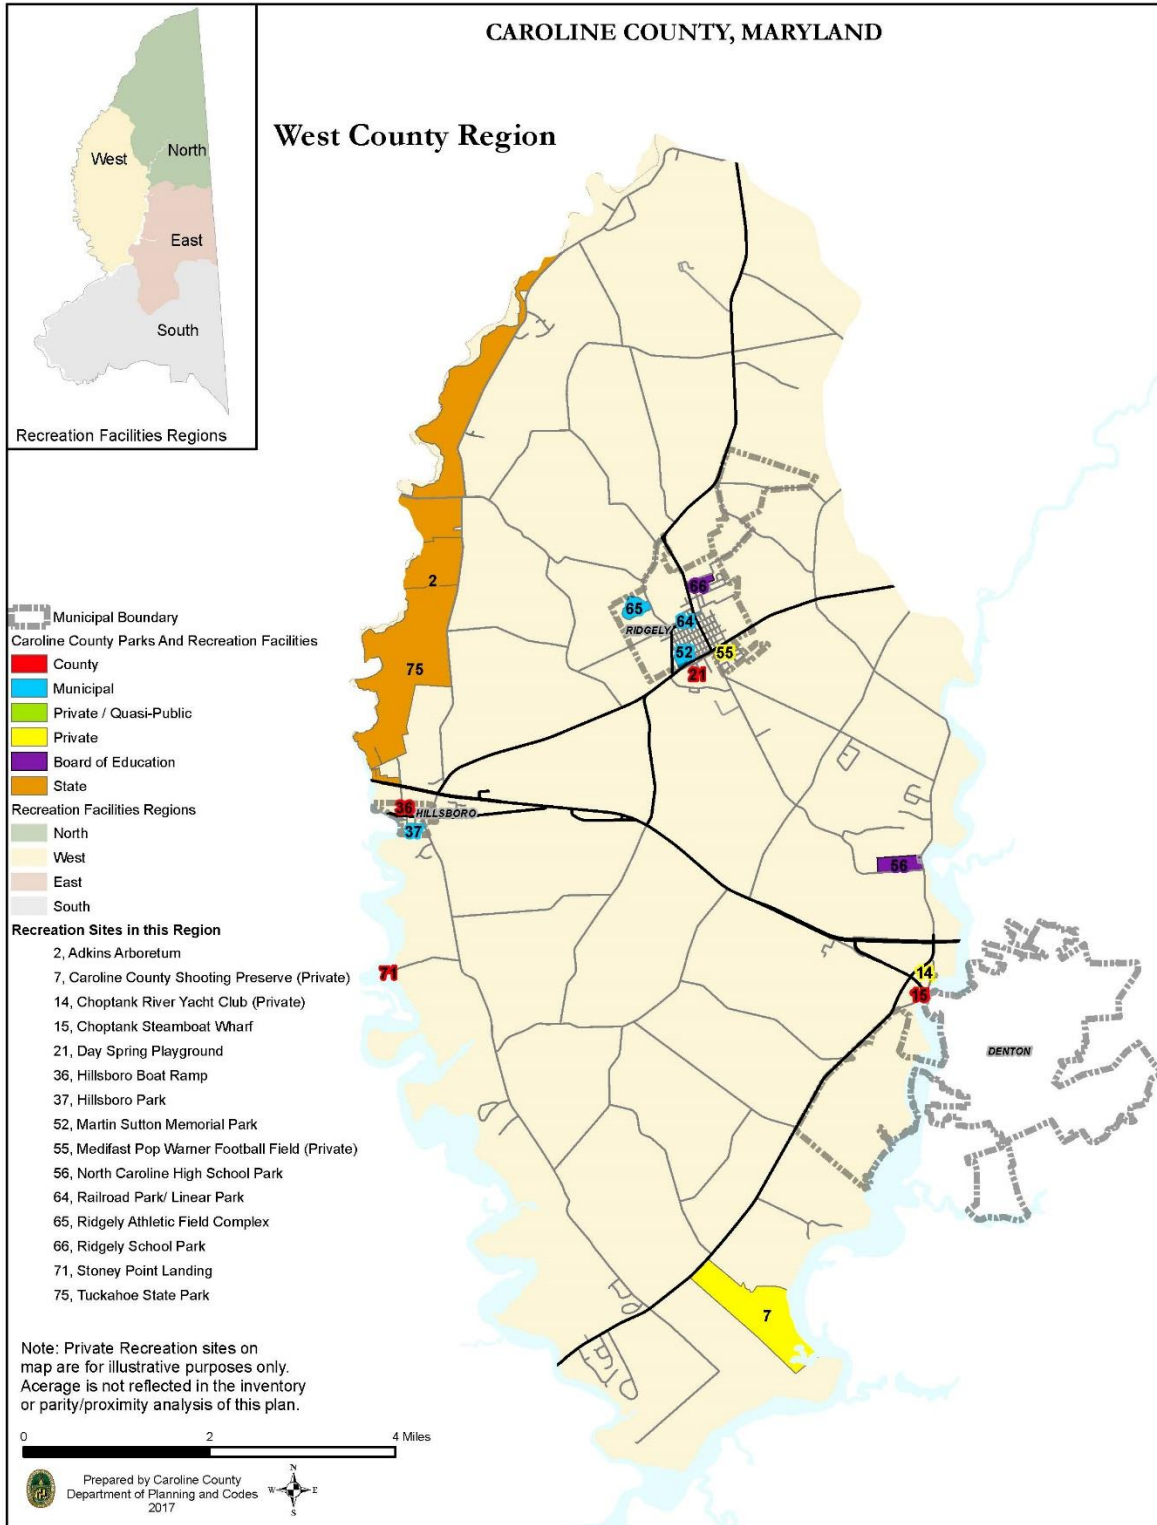 CAROLINE COUNTY, MARYLAND
West County Region
West
North
East
South
Recreation Facilities Regions
Municipal Boundary
Caroline County Parks And Recreation Facilities
County
Municipal
Private / Quasi-Public
Private
Board of Education
State
Recreation Facilities Regions
North
West
East
South
Recreation Sites in this Region
2, Adkins Arboretum
7, Caroline County Shooting Preserve (Private)
14, Choptank River Yacht Club (Private)
15, Choptank Steamboat Wharf
21, Day Spring Playground
36, Hillsboro Boat Ramp
37, Hillsboro Park
52, Martin Sutton Memorial Park
55, Medifast Pop Warner Football Field (Private)
56, North Caroline High School Park
64, Railroad Park/ Linear Park
65, Ridgely Athletic Field Complex
66, Ridgely School Park
71, Stoney Point Landing
75, Tuckahoe State Park
Note: Private Recreation sites on
map are for illustrative purposes only.
Acerage is not reflected in the inventory
or parity/proximity analysis of this plan.
0 2 4 Miles
Prepared by Caroline County
Department of Planning and Codes
2017
N
W E
S
2
66
65
64
RIDGELY
52
55
75
21
36
HILLSBORO
37
56
71
14
15
DENTON
7